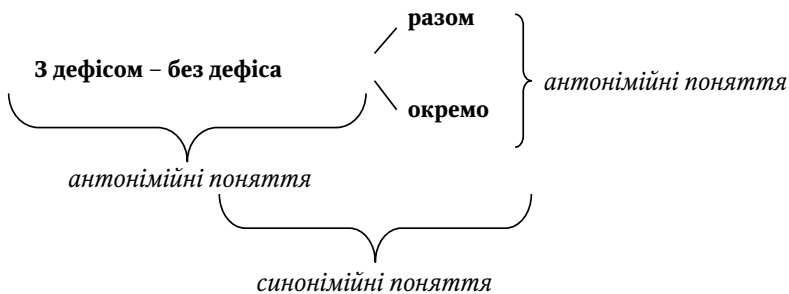 разом
З дефісом – без дефіса
антонімійні поняття
окремо
антонімійні поняття
синонімійні поняття